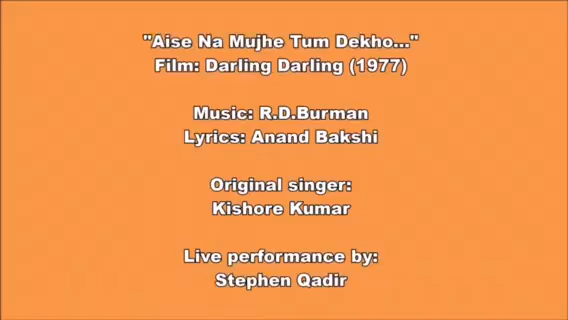 "Aise Na Mujhe Tum Dekho..."
Film: Darling Darling (1977)
Music: R.D.Burman
Lyrics: Anand Bakshi
Original singer:
Kishore Kumar
Live performance by:
Stephen Qadir